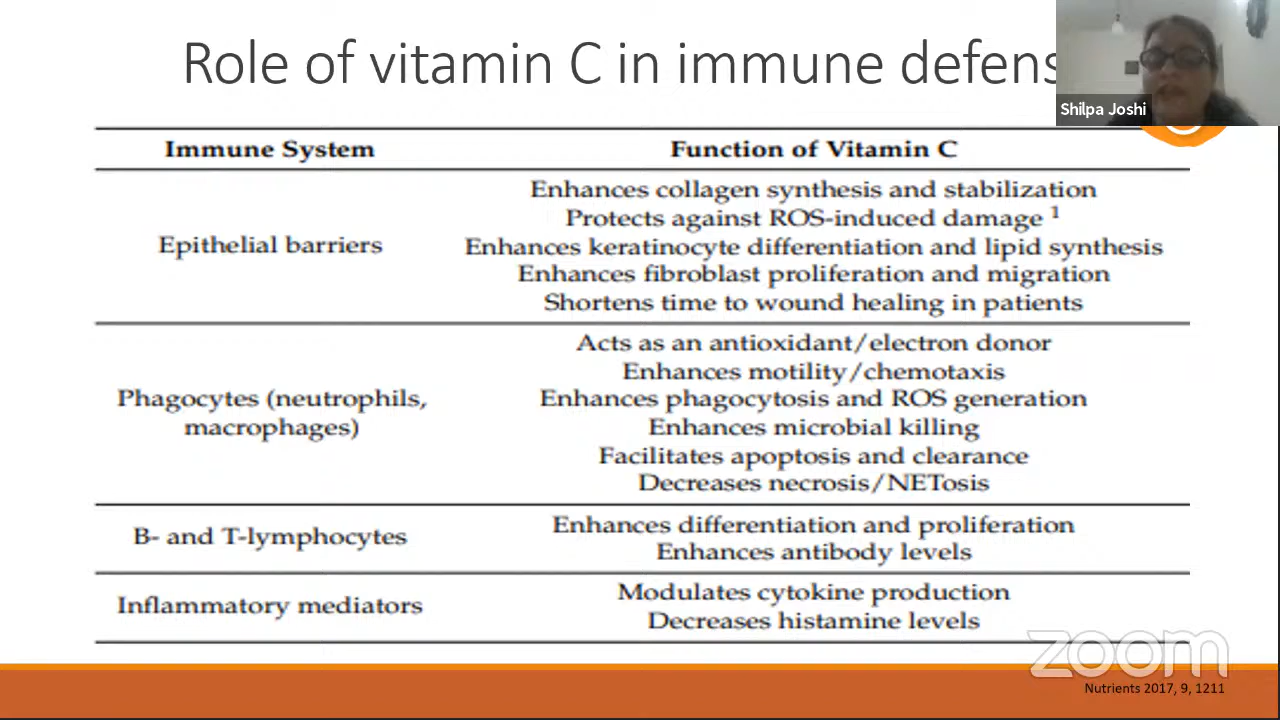 Role of vitamin C in immune defens
Shilpa Joshi
Immune System
Function of Vitamin C
Epithelial barriers
Enhances collagen synthesis and stabilization
Protects against ROS-induced damage 1
Enhances keratinocyte differentiation and lipid synthesis
Enhances fibroblast proliferation and migration
Shortens time to wound healing in patients
Phagocytes (neutrophils,
macrophages)
Acts as an antioxidant/electron donor
Enhances motility/chemotaxis
Enhances phagocytosis and ROS generation
Enhances microbial killing
Facilitates apoptosis and clearance
Decreases necrosis/NETosis
B- and T-lymphocytes
Enhances differentiation and proliferation
Enhances antibody levels
Inflammatory mediators
Modulates cytokine production
Decreases histamine levels
zoom
Nutrients 2017, 9, 1211